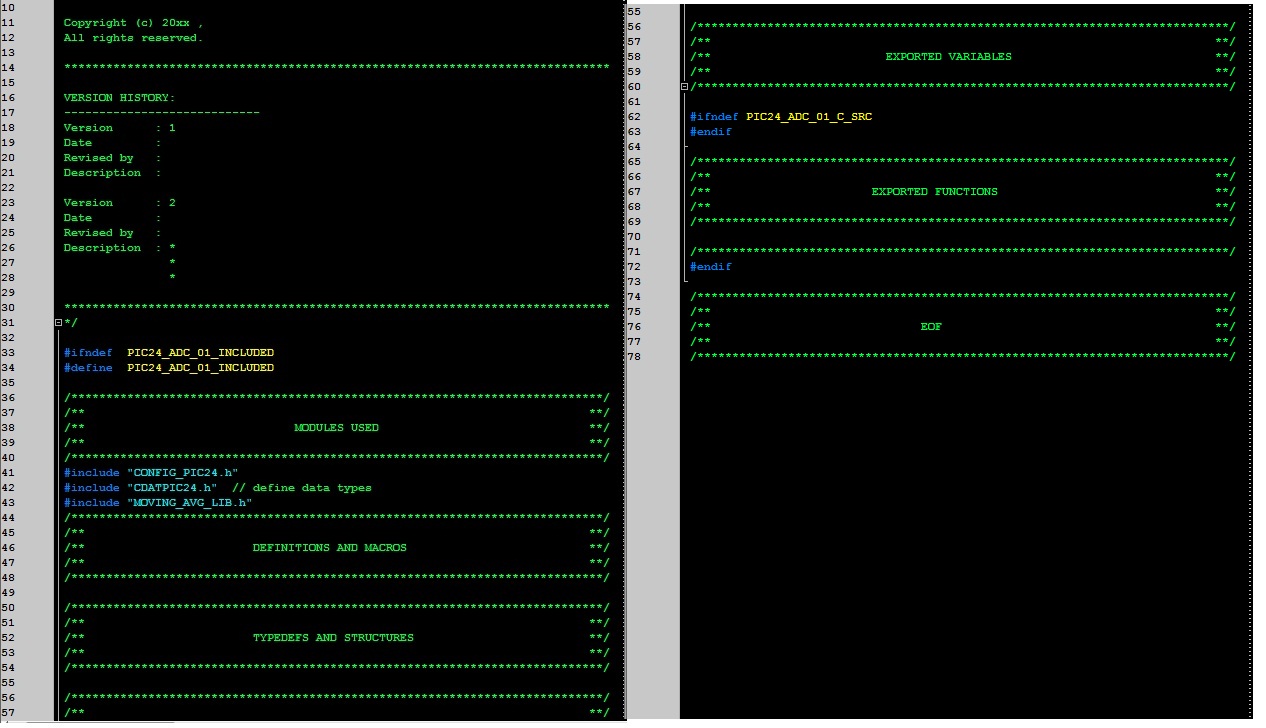 10
11 Copyright (c) 20xx ,
12 All rights reserved.
13
14 ******************************************************************************
15
16 VERSION HISTORY:
17 ----------------------------
18 Version      : 1
19 Date         :
20 Revised by   :
21 Description  :
22
23 Version      : 2
24 Date         :
25 Revised by   :
26 Description  : *
27                *
28                *
29
30 ******************************************************************************
31 */
32
33 #ifndef  PIC24_ADC_01_INCLUDED
34 #define  PIC24_ADC_01_INCLUDED
35
36 /****************************************************************************/
37 /** **/
38 /** MODULES USED **/
39 /** **/
40 /****************************************************************************/
41 #include "CONFIG_PIC24.h"
42 #include "CDATPIC24.h"  // define data types
43 #include "MOVING_AVG_LIB.h"
44 /****************************************************************************/
45 /** **/
46 /** DEFINITIONS AND MACROS **/
47 /** **/
48 /****************************************************************************/
49
50 /****************************************************************************/
51 /** **/
52 /** TYPEDEFS AND STRUCTURES **/
53 /** **/
54 /****************************************************************************/
55
56 /****************************************************************************/
57 /** **/
55
56 /****************************************************************************/
57 /** **/
58 /** EXPORTED VARIABLES **/
59 /** **/
60 /****************************************************************************/
61
62 #ifndef PIC24_ADC_01_C_SRC
63 #endif
64
65 /****************************************************************************/
66 /** **/
67 /** EXPORTED FUNCTIONS **/
68 /** **/
69 /****************************************************************************/
70
71 /****************************************************************************/
72 #endif
73
74 /****************************************************************************/
75 /** **/
76 /** EOF **/
77 /** **/
78 /****************************************************************************/